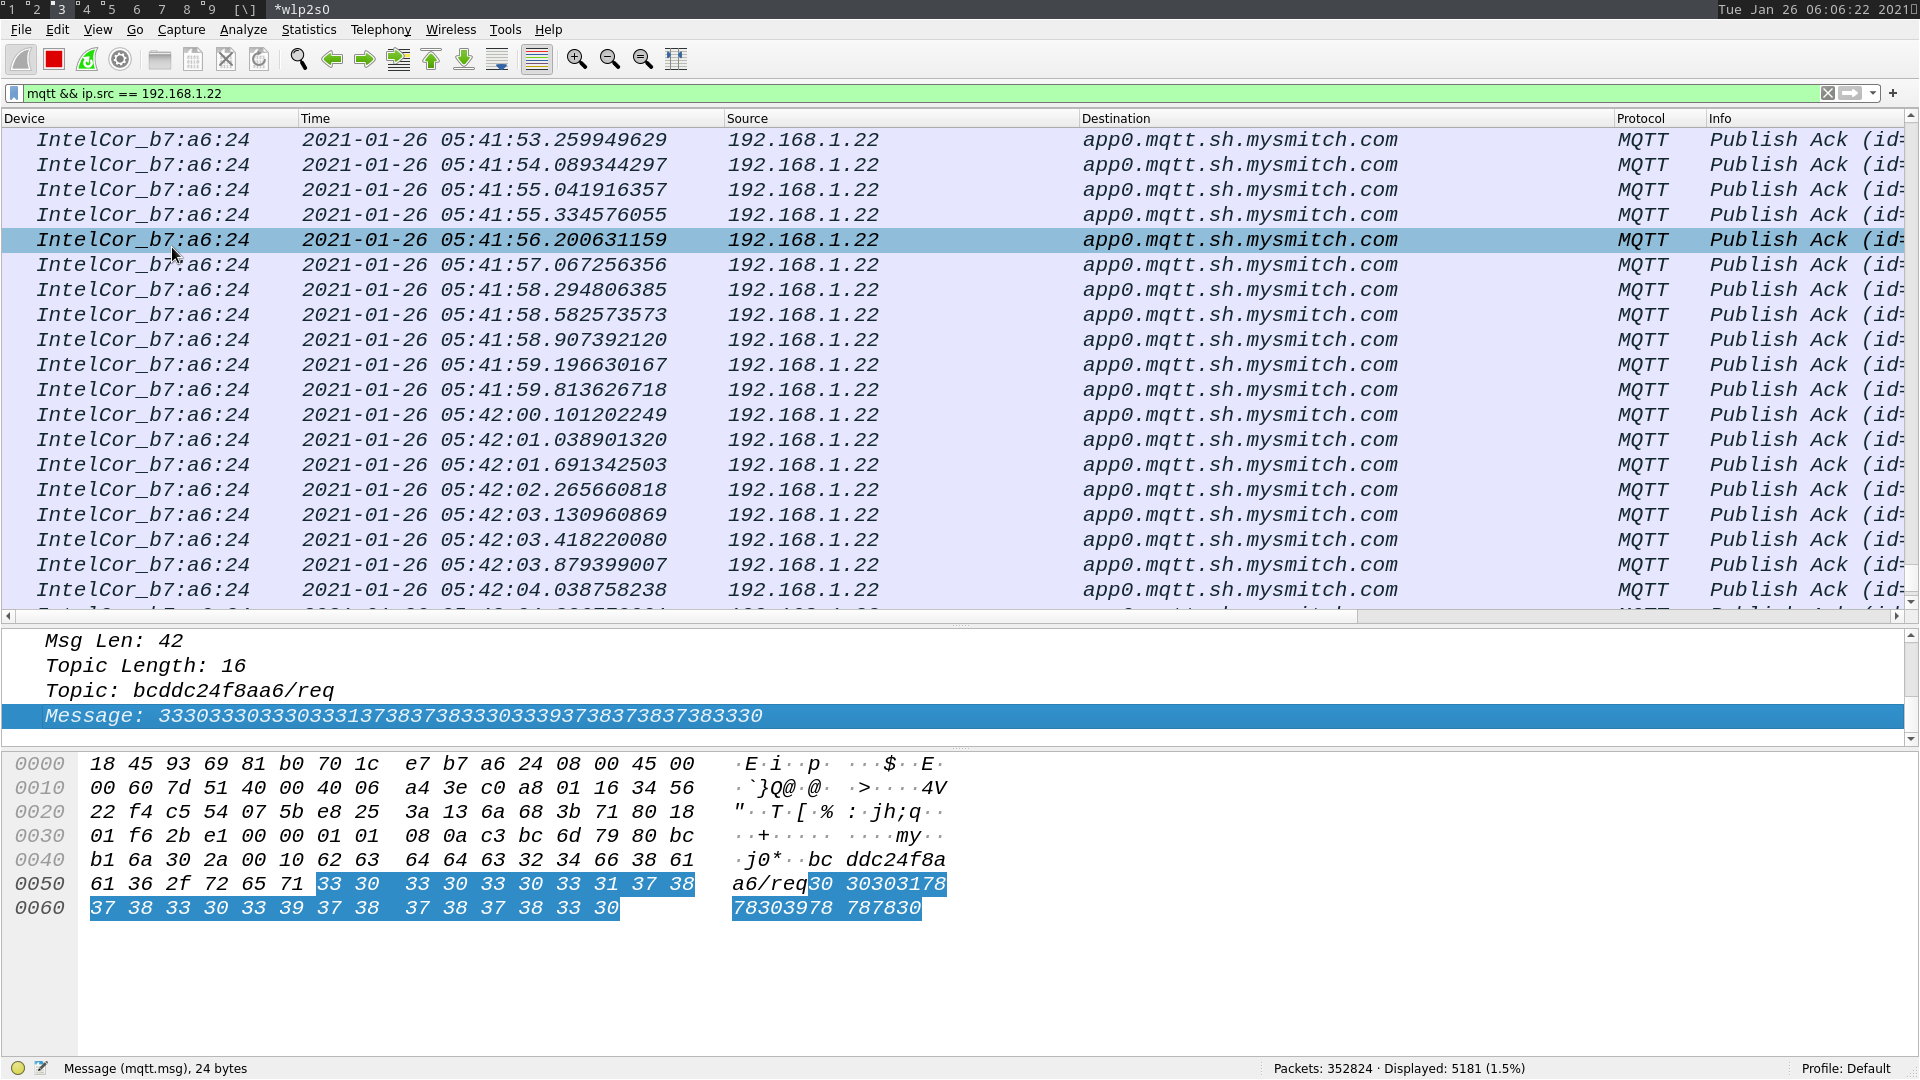 1 2 3 4 5 6 7 8 9 [\] *wlp2s0 Tue Jan 26 06:06:22 2021
File Edit View Go Capture Analyze Statistics Telephony Wireless Tools Help
mqtt && ip.src == 192.168.1.22
Device Time Source Destination Protocol Info
IntelCor_b7:a6:24 2021-01-26 05:41:53.259949629 192.168.1.22 app0.mqtt.sh.mysmitch.com MQTT Publish Ack (id=
IntelCor_b7:a6:24 2021-01-26 05:41:54.089344297 192.168.1.22 app0.mqtt.sh.mysmitch.com MQTT Publish Ack (id=
IntelCor_b7:a6:24 2021-01-26 05:41:55.041916357 192.168.1.22 app0.mqtt.sh.mysmitch.com MQTT Publish Ack (id=
IntelCor_b7:a6:24 2021-01-26 05:41:55.334576055 192.168.1.22 app0.mqtt.sh.mysmitch.com MQTT Publish Ack (id=
IntelCor_b7:a6:24 2021-01-26 05:41:56.200631159 192.168.1.22 app0.mqtt.sh.mysmitch.com MQTT Publish Ack (id=
IntelCor_b7:a6:24 2021-01-26 05:41:57.067256356 192.168.1.22 app0.mqtt.sh.mysmitch.com MQTT Publish Ack (id=
IntelCor_b7:a6:24 2021-01-26 05:41:58.294806385 192.168.1.22 app0.mqtt.sh.mysmitch.com MQTT Publish Ack (id=
IntelCor_b7:a6:24 2021-01-26 05:41:58.582573573 192.168.1.22 app0.mqtt.sh.mysmitch.com MQTT Publish Ack (id=
IntelCor_b7:a6:24 2021-01-26 05:41:58.907392120 192.168.1.22 app0.mqtt.sh.mysmitch.com MQTT Publish Ack (id=
IntelCor_b7:a6:24 2021-01-26 05:41:59.196630167 192.168.1.22 app0.mqtt.sh.mysmitch.com MQTT Publish Ack (id=
IntelCor_b7:a6:24 2021-01-26 05:41:59.813626718 192.168.1.22 app0.mqtt.sh.mysmitch.com MQTT Publish Ack (id=
IntelCor_b7:a6:24 2021-01-26 05:42:00.101202249 192.168.1.22 app0.mqtt.sh.mysmitch.com MQTT Publish Ack (id=
IntelCor_b7:a6:24 2021-01-26 05:42:01.038901320 192.168.1.22 app0.mqtt.sh.mysmitch.com MQTT Publish Ack (id=
IntelCor_b7:a6:24 2021-01-26 05:42:01.691342503 192.168.1.22 app0.mqtt.sh.mysmitch.com MQTT Publish Ack (id=
IntelCor_b7:a6:24 2021-01-26 05:42:02.265660818 192.168.1.22 app0.mqtt.sh.mysmitch.com MQTT Publish Ack (id=
IntelCor_b7:a6:24 2021-01-26 05:42:03.130960869 192.168.1.22 app0.mqtt.sh.mysmitch.com MQTT Publish Ack (id=
IntelCor_b7:a6:24 2021-01-26 05:42:03.418220080 192.168.1.22 app0.mqtt.sh.mysmitch.com MQTT Publish Ack (id=
IntelCor_b7:a6:24 2021-01-26 05:42:03.879399007 192.168.1.22 app0.mqtt.sh.mysmitch.com MQTT Publish Ack (id=
IntelCor_b7:a6:24 2021-01-26 05:42:04.038758238 192.168.1.22 app0.mqtt.sh.mysmitch.com MQTT Publish Ack (id=
Msg Len: 42
Topic Length: 16
Topic: bcddc24f8aa6/req
Message: 333033303330333137383738333033393738373837383330
0000 18 45 93 69 81 b0 70 1c e7 b7 a6 24 08 00 45 00 ·E·i··p· ···$··E·
0010 00 60 7d 51 40 00 40 06 a4 3e c0 a8 01 16 34 56 ·`}Q@·@· ·>····4V
0020 22 f4 c5 54 07 5b e8 25 3a 13 6a 68 3b 71 80 18 "··T·[·% :·jh;q··
0030 01 f6 2b e1 00 00 01 01 08 0a c3 bc 6d 79 80 bc ··+····· ····my··
0040 b1 6a 30 2a 00 10 62 63 64 64 63 32 34 66 38 61 ·j0*··bc ddc24f8a
0050 61 36 2f 72 65 71 33 30 33 30 33 30 33 31 37 38 a6/req30 30303178
0060 37 38 33 30 33 39 37 38 37 38 37 38 33 30 78303978 787830
Message (mqtt.msg), 24 bytes Packets: 352824 · Displayed: 5181 (1.5%) Profile: Default